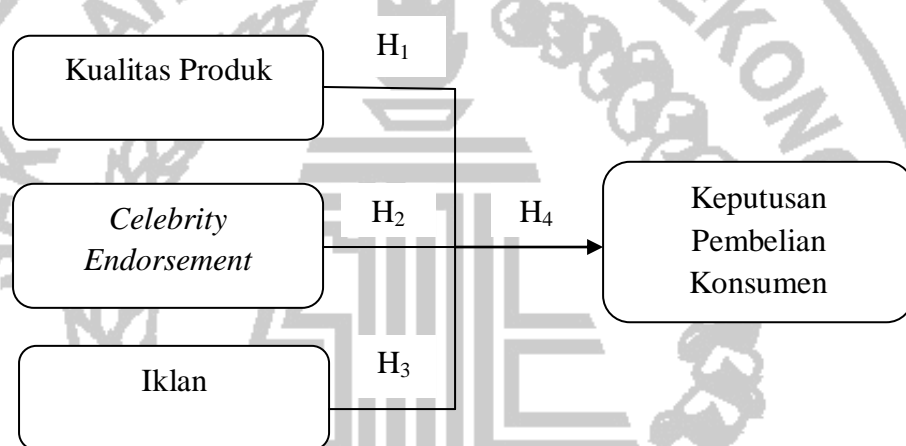 H₁
Kualitas Produk
Celebrity
Endorsement
H₂
H₄
Keputusan
Pembelian
Konsumen
H₃
Iklan